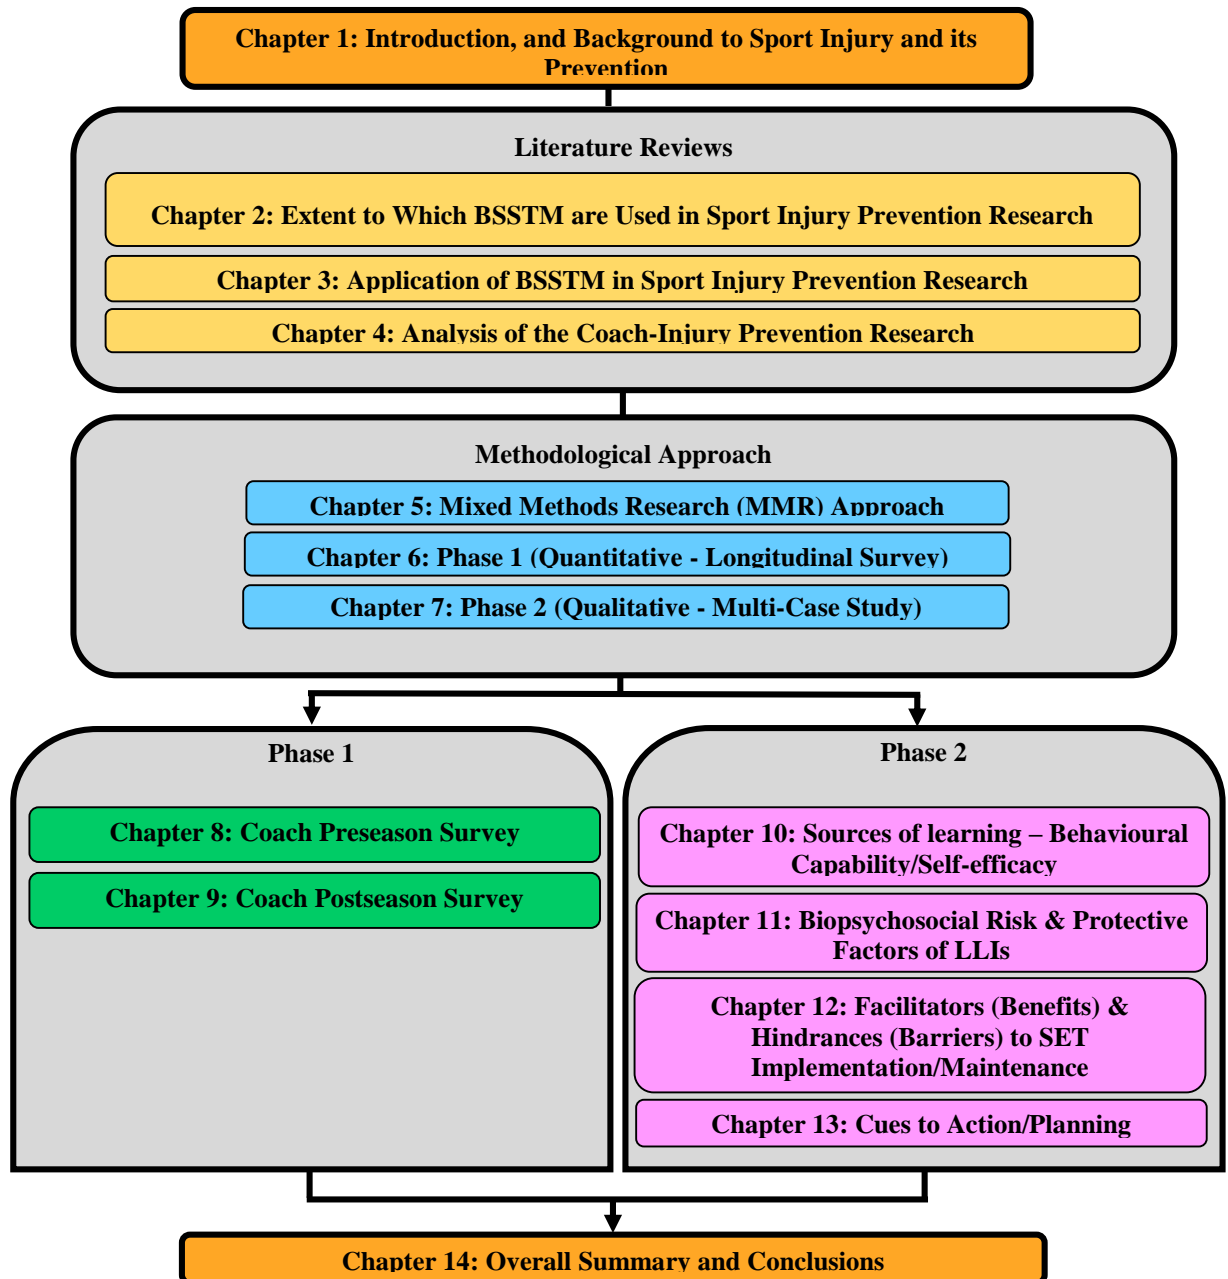 Chapter 1: Introduction, and Background to Sport Injury and its
Prevention
Literature Reviews
Chapter 2: Extent to Which BSSTM are Used in Sport Injury Prevention Research
Chapter 3: Application of BSSTM in Sport Injury Prevention Research
Chapter 4: Analysis of the Coach-Injury Prevention Research
Methodological Approach
Chapter 5: Mixed Methods Research (MMR) Approach
Chapter 6: Phase 1 (Quantitative - Longitudinal Survey)
Chapter 7: Phase 2 (Qualitative - Multi-Case Study)
Phase 1
Chapter 8: Coach Preseason Survey
Chapter 9: Coach Postseason Survey
Phase 2
Chapter 10: Sources of learning – Behavioural
Capability/Self-efficacy
Chapter 11: Biopsychosocial Risk & Protective
Factors of LLIs
Chapter 12: Facilitators (Benefits) &
Hindrances (Barriers) to SET
Implementation/Maintenance
Chapter 13: Cues to Action/Planning
Chapter 14: Overall Summary and Conclusions